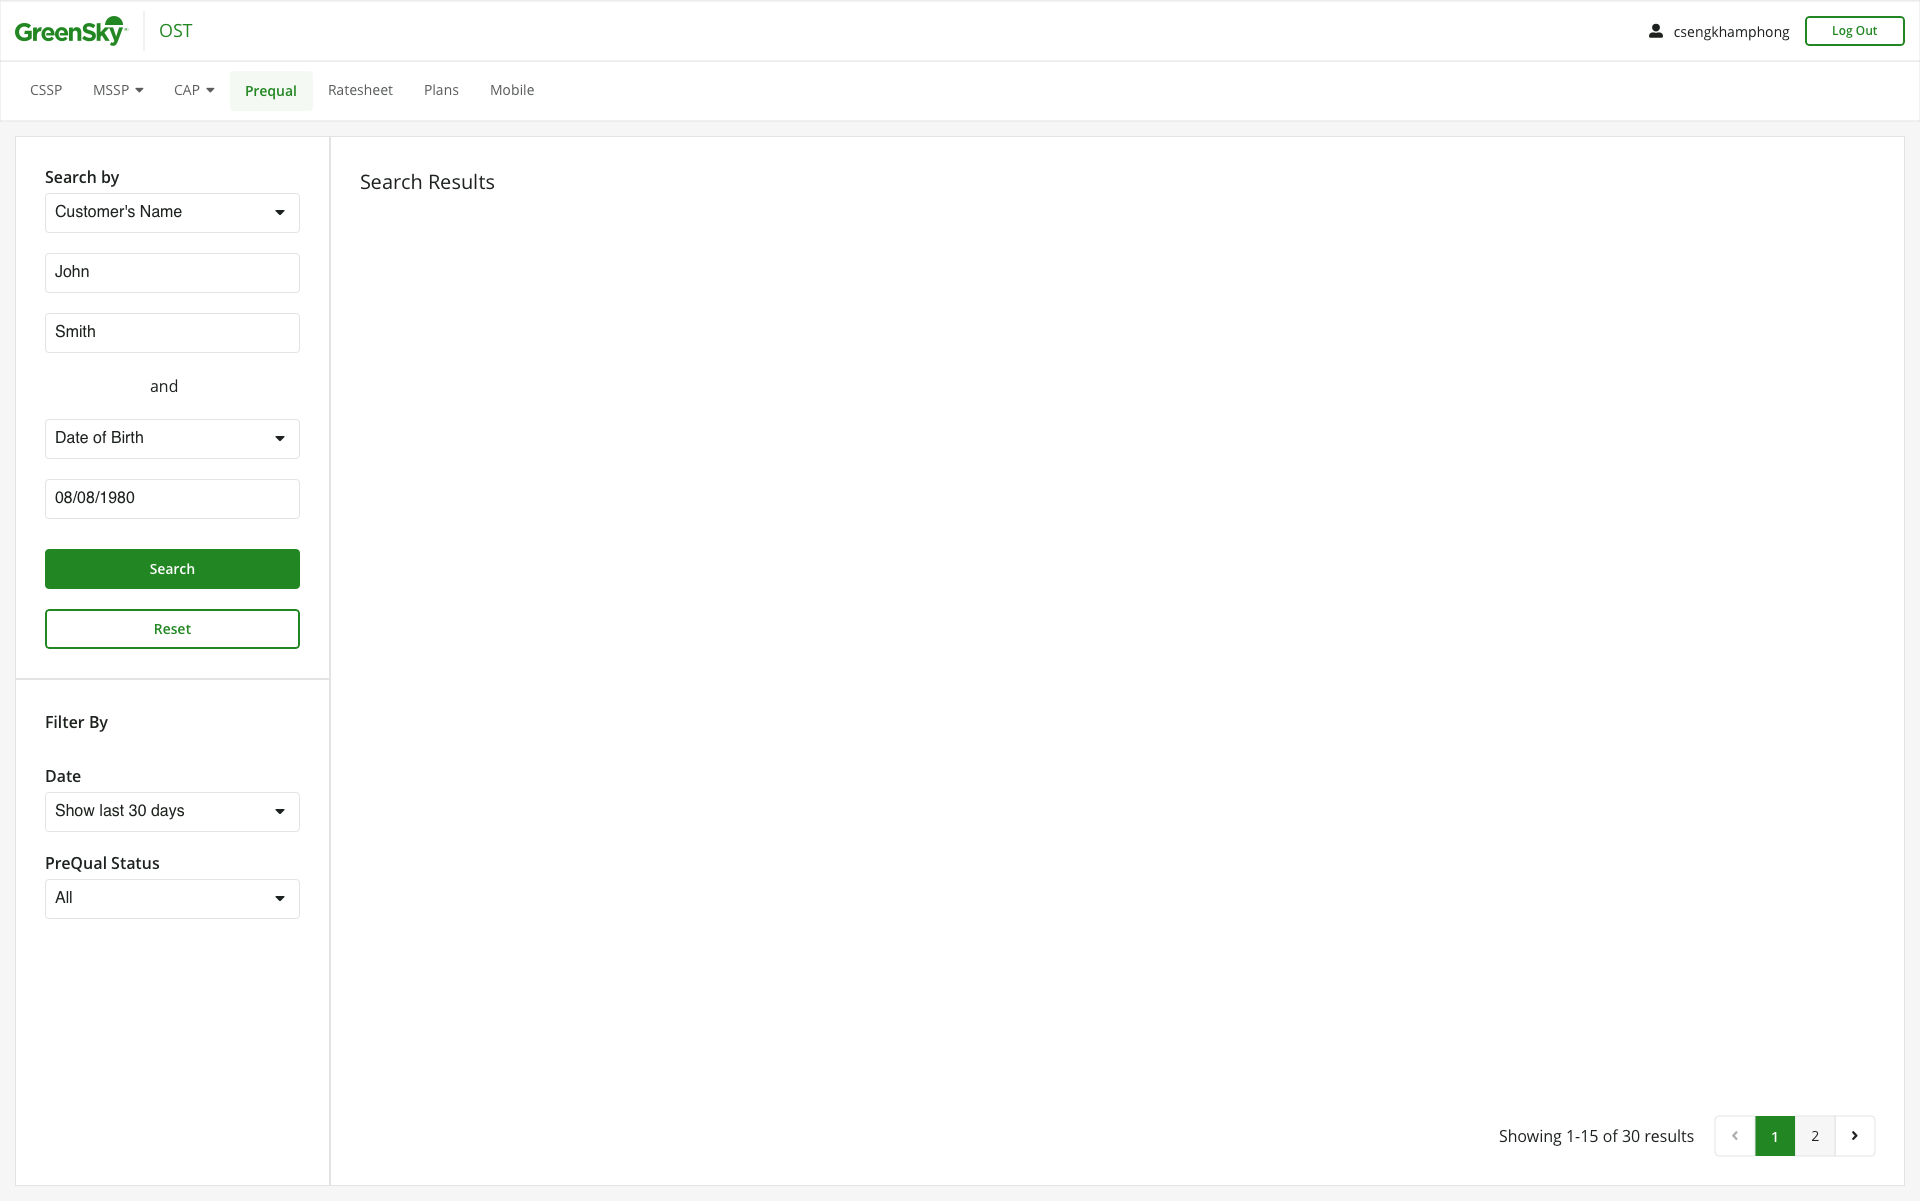 GreenSky OST
csengkhamphong
Log Out
CSSP MSSP CAP Prequal Ratesheet Plans Mobile
Search by
Customer's Name
John
Smith
and
Date of Birth
08/08/1980
Search
Reset
Filter By
Date
Show last 30 days
PreQual Status
All
Search Results
Showing 1-15 of 30 results
1 2